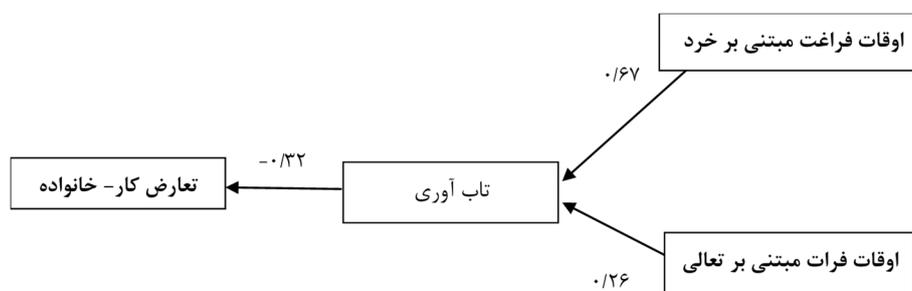 اوقات فراغت مبتنی بر خرد
۰/۶۷
تعارض کار- خانواده
-۰/۳۲
تاب آوری
اوقات فرات مبتنی بر تعالی
۰/۲۶